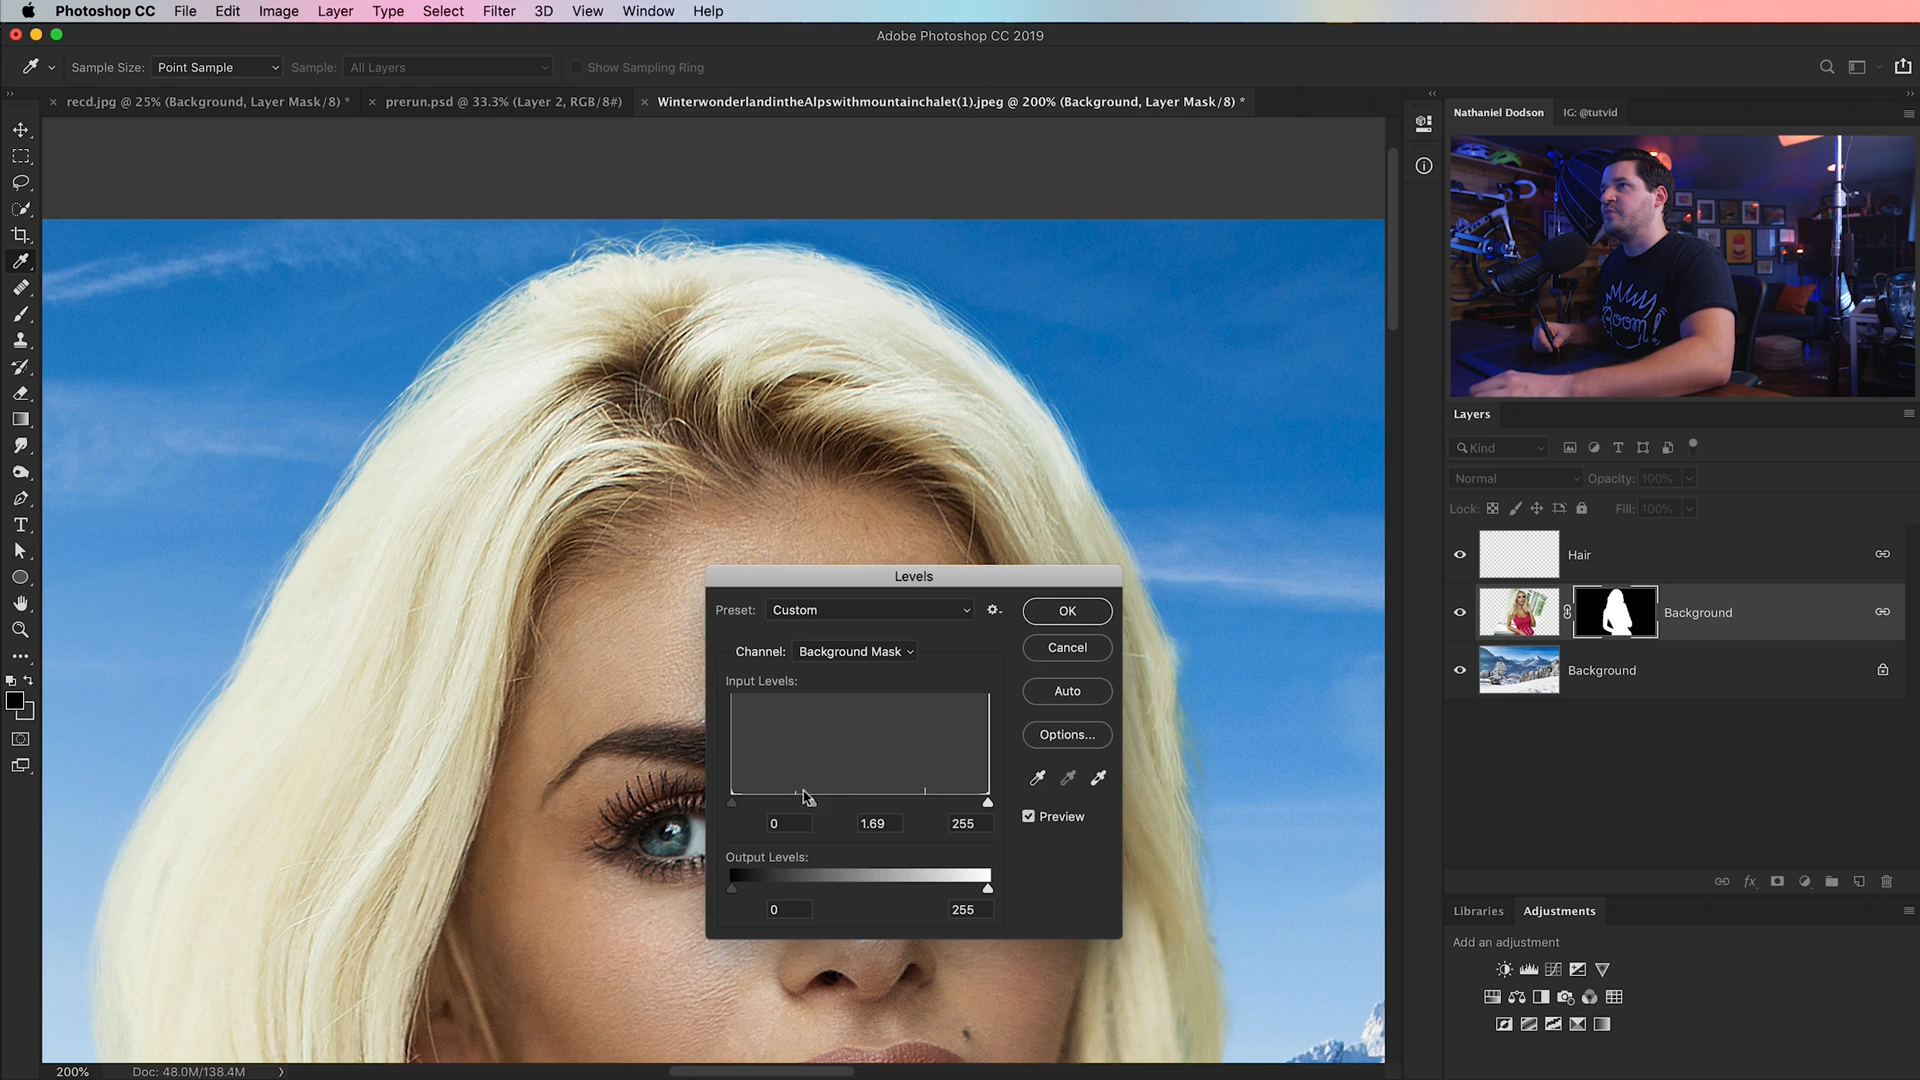 Photoshop CC File Edit Image Layer Type Select Filter 3D View Window Help
Adobe Photoshop CC 2019
Sample Size: Point Sample Sample: All Layers Show Sampling Ring
recd.jpg @ 25% (Background, Layer Mask/8) * prerun.psd @ 33.3% (Layer 2, RGB/8#) WinterwonderlandintheAlpswithmountainchalet(1).jpeg @ 200% (Background, Layer Mask/8) *
Nathaniel Dodson IG: @tutvid
Boom!
Layers
Kind
Normal Opacity: 100%
Lock: Fill: 100%
Hair
Background
Background
Levels
Preset: Custom OK
Channel: Background Mask Cancel
Input Levels:
Auto
Options...
0 1.69 255
Preview
Output Levels:
0 255
Libraries Adjustments
Add an adjustment
200% Doc: 48.0M/138.4M